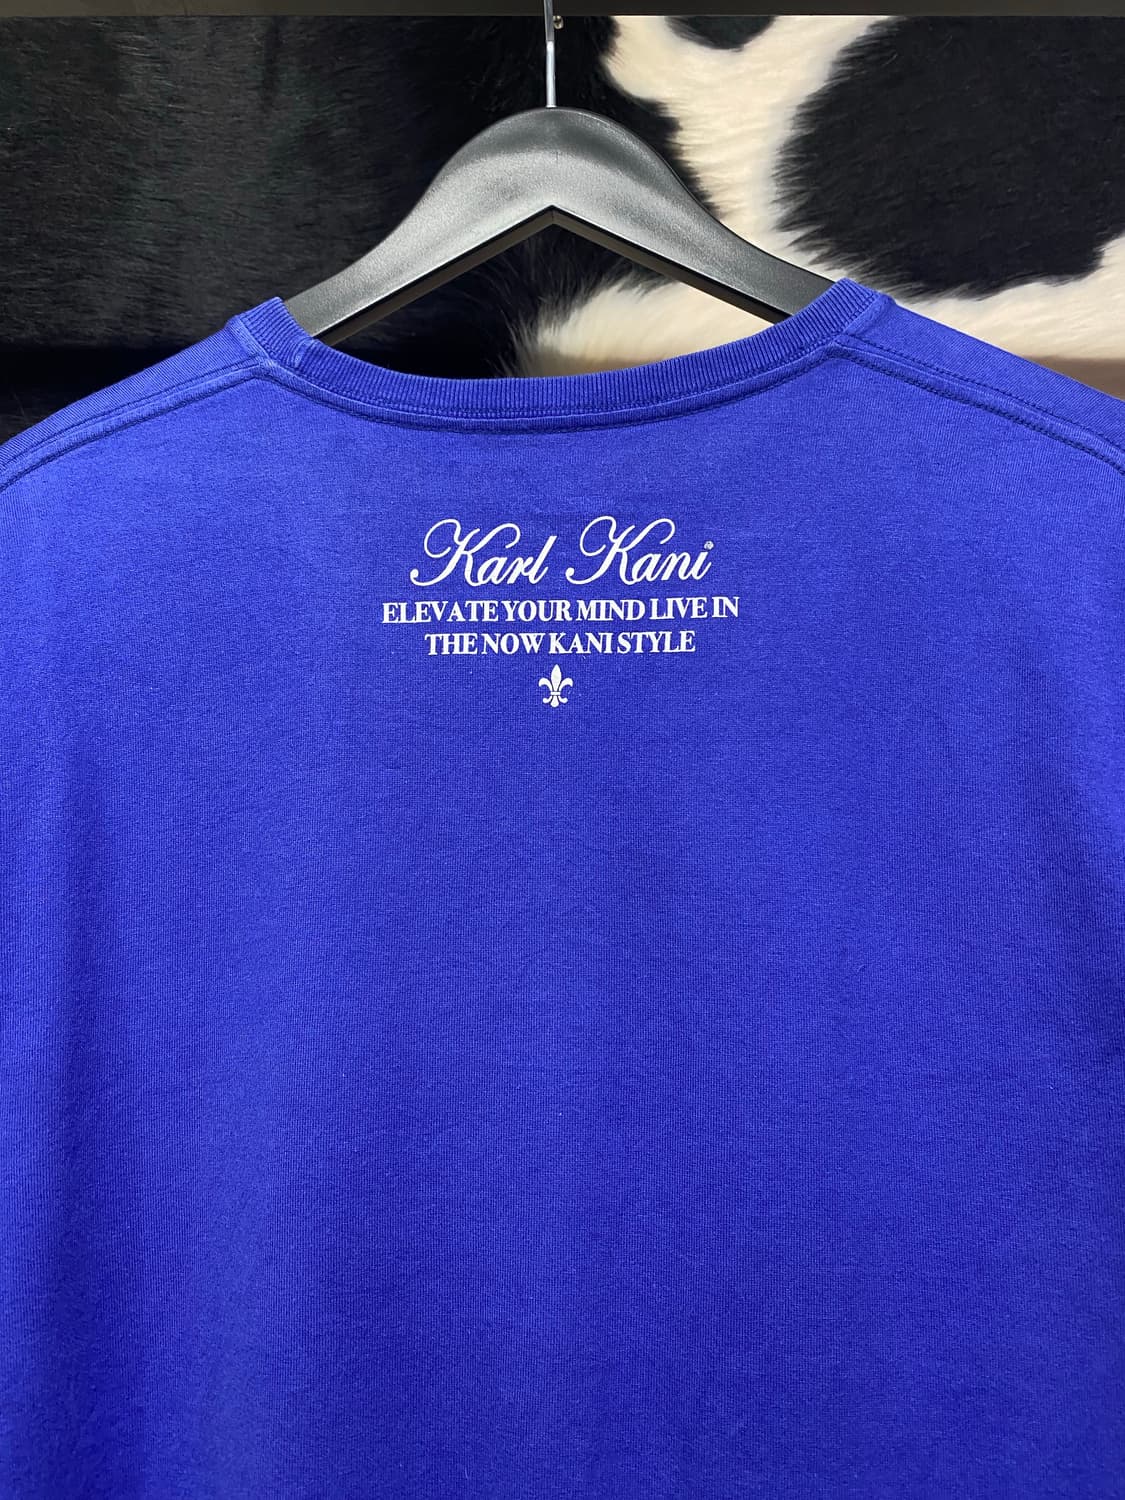 Karl Kani®
ELEVATE YOUR MIND LIVE IN
THE NOW KANI STYLE